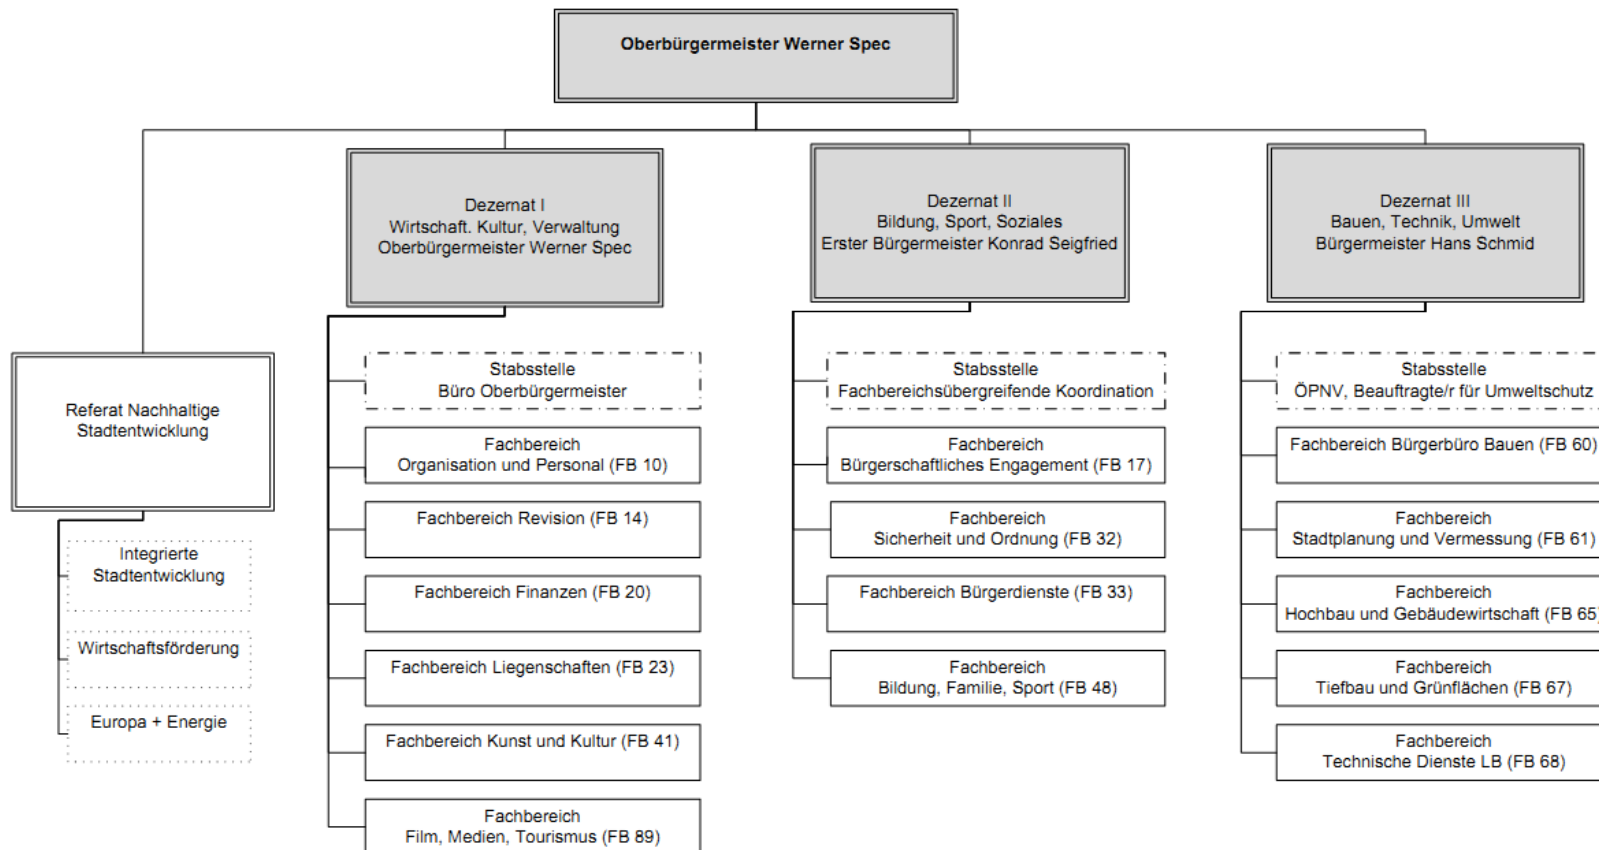 Oberbürgermeister Werner Spec
Dezernat I
Wirtschaft. Kultur, Verwaltung
Oberbürgermeister Werner Spec
Dezernat II
Bildung, Sport, Soziales
Erster Bürgermeister Konrad Seigfried
Dezernat III
Bauen, Technik, Umwelt
Bürgermeister Hans Schmid
Referat Nachhaltige
Stadtentwicklung
Integrierte
Stadtentwicklung
Wirtschaftsförderung
Europa + Energie
Stabsstelle
Büro Oberbürgermeister
Fachbereich
Organisation und Personal (FB 10)
Fachbereich Revision (FB 14)
Fachbereich Finanzen (FB 20)
Fachbereich Liegenschaften (FB 23)
Fachbereich Kunst und Kultur (FB 41)
Fachbereich
Film, Medien, Tourismus (FB 89)
Stabsstelle
Fachbereichsübergreifende Koordination
Fachbereich
Bürgerschaftliches Engagement (FB 17)
Fachbereich
Sicherheit und Ordnung (FB 32)
Fachbereich Bürgerdienste (FB 33)
Fachbereich
Bildung, Familie, Sport (FB 48)
Stabsstelle
ÖPNV, Beauftragte/r für Umweltschutz
Fachbereich Bürgerbüro Bauen (FB 60)
Fachbereich
Stadtplanung und Vermessung (FB 61)
Fachbereich
Hochbau und Gebäudewirtschaft (FB 65)
Fachbereich
Tiefbau und Grünflächen (FB 67)
Fachbereich
Technische Dienste LB (FB 68)